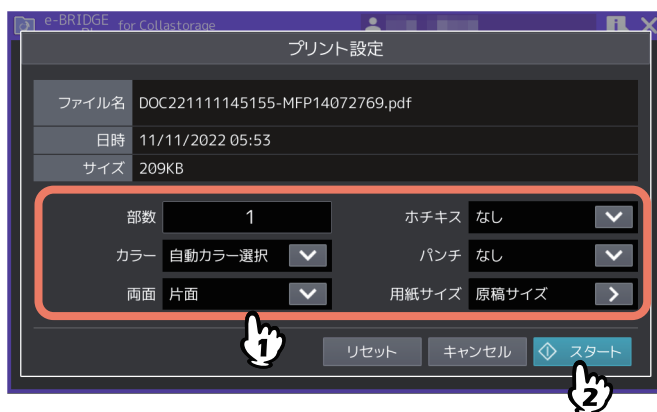 e-BRIDGE for Collastorage
プリント設定
ファイル名 DOC221111145155-MFP14072769.pdf
日時 11/11/2022 05:53
サイズ 209KB
部数 1 ホチキス なし
カラー 自動カラー選択 パンチ なし
両面 片面 用紙サイズ 原稿サイズ
1
リセット キャンセル スタート
2